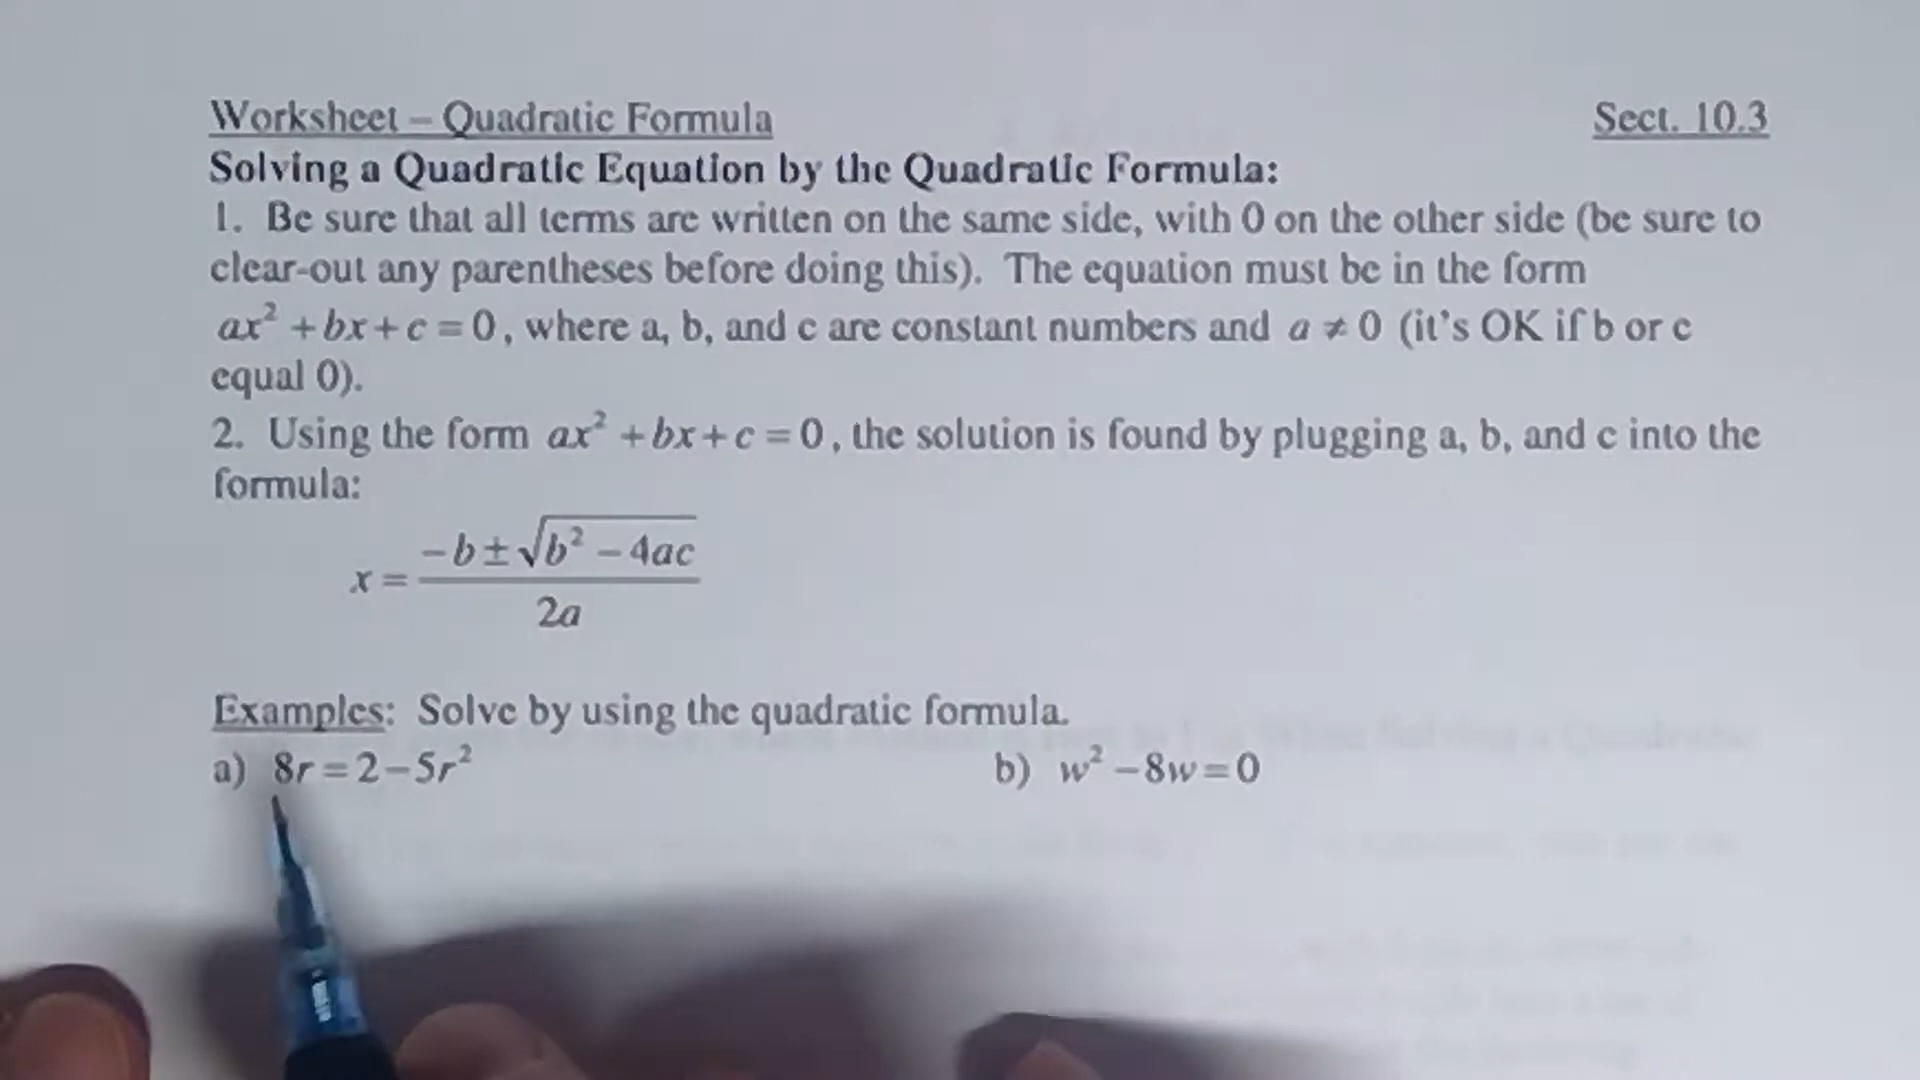 Worksheet – Quadratic Formula Sect. 10.3
Solving a Quadratic Equation by the Quadratic Formula:
1. Be sure that all terms are written on the same side, with 0 on the other side (be sure to
clear-out any parentheses before doing this). The equation must be in the form
ax² + bx + c = 0, where a, b, and c are constant numbers and a ≠ 0 (it's OK if b or c
equal 0).
2. Using the form ax² + bx + c = 0, the solution is found by plugging a, b, and c into the
formula:
x = (-b ± √(b² – 4ac)) / 2a
Examples: Solve by using the quadratic formula.
a) 8r = 2 – 5r² b) w² – 8w = 0